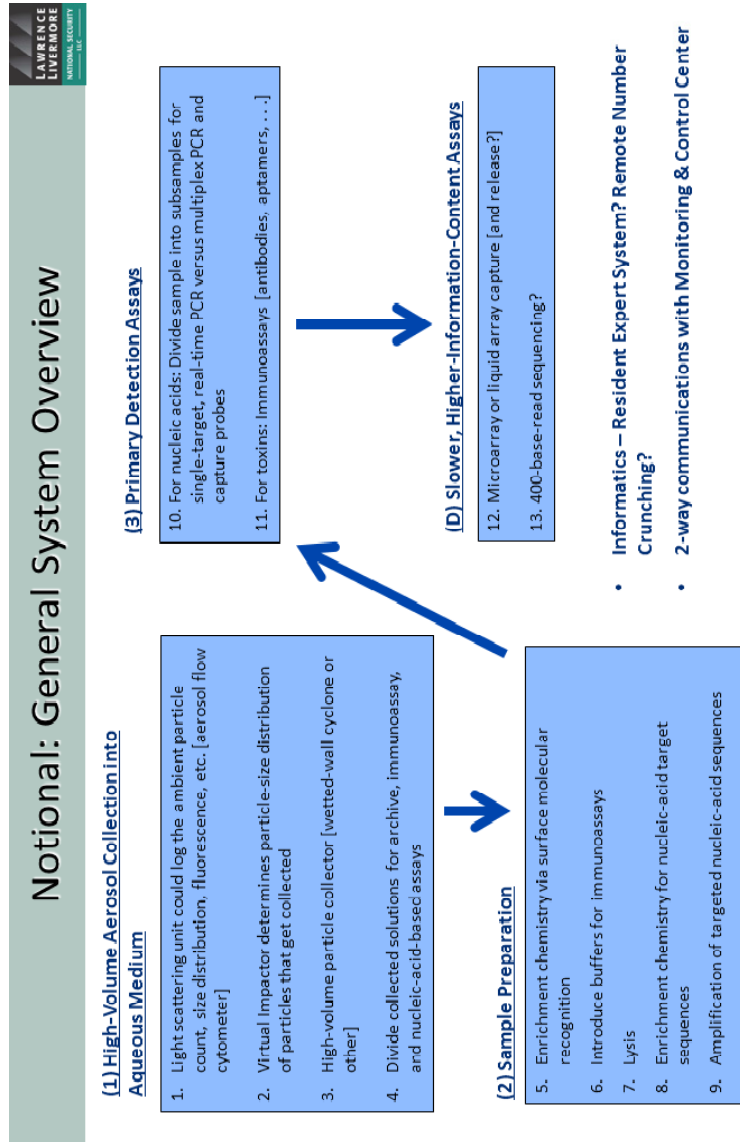 Notional: General System Overview
LAWRENCE
LIVERMORE
NATIONAL SECURITY
LLC
(1) High-Volume Aerosol Collection into
Aqueous Medium
1. Light scattering unit could log the ambient particle
count, size distribution, fluorescence, etc. [aerosol flow
cytometer]
2. Virtual Impactor determines particle-size distribution
of particles that get collected
3. High-volume particle collector [wetted-wall cyclone or
other]
4. Divide collected solutions for archive, immunoassay,
and nucleic-acid-based assays
(2) Sample Preparation
5. Enrichment chemistry via surface molecular
recognition
6. Introduce buffers for immunoassays
7. Lysis
8. Enrichment chemistry for nucleic-acid target
sequences
9. Amplification of targeted nucleic-acid sequences
(3) Primary Detection Assays
10. For nucleic acids: Divide sample into subsamples for
single-target, real-time PCR versus multiplex PCR and
capture probes
11. For toxins: Immunoassays [antibodies, aptamers, . . .]
(D) Slower, Higher-Information-Content Assays
12. Microarray or liquid array capture [and release?]
13. 400-base-read sequencing?
• Informatics – Resident Expert System? Remote Number
Crunching?
• 2-way communications with Monitoring & Control Center